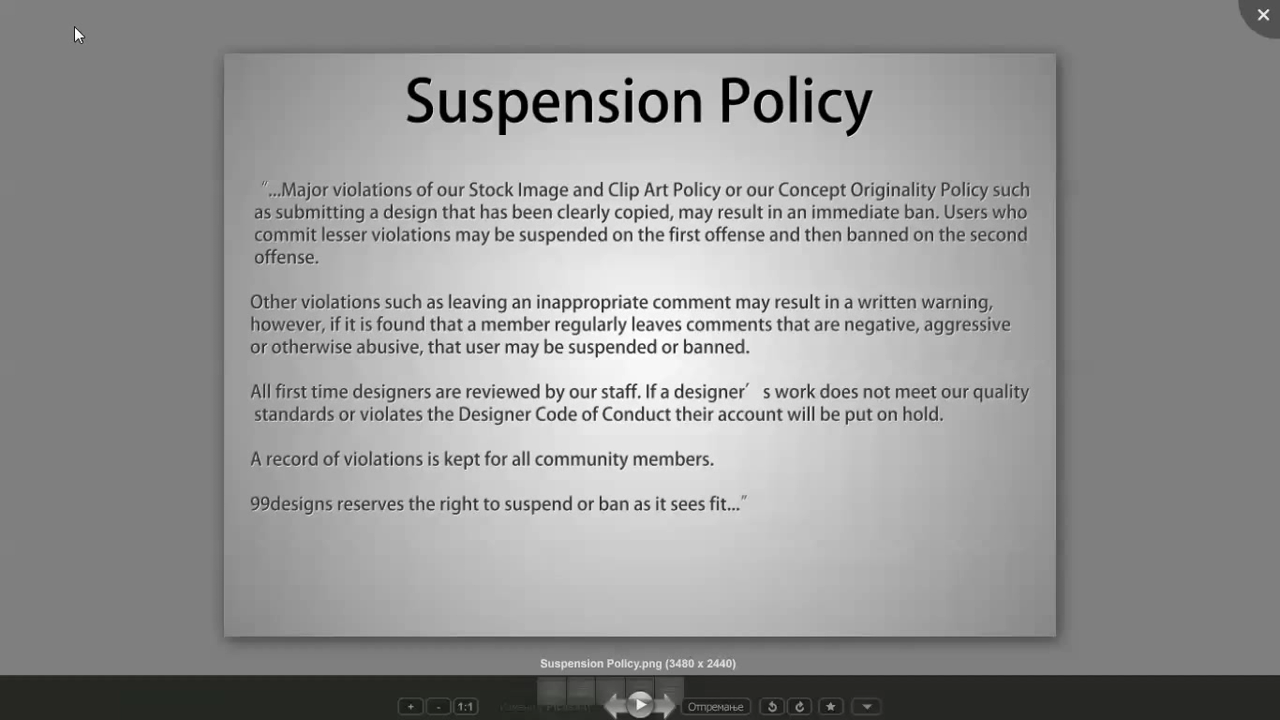 Suspension Policy
"...Major violations of our Stock Image and Clip Art Policy or our Concept Originality Policy such
as submitting a design that has been clearly copied, may result in an immediate ban. Users who
commit lesser violations may be suspended on the first offense and then banned on the second
offense.
Other violations such as leaving an inappropriate comment may result in a written warning,
however, if it is found that a member regularly leaves comments that are negative, aggressive
or otherwise abusive, that user may be suspended or banned.
All first time designers are reviewed by our staff. If a designer's work does not meet our quality
standards or violates the Designer Code of Conduct their account will be put on hold.
A record of violations is kept for all community members.
99designs reserves the right to suspend or ban as it sees fit..."
Suspension Policy.png (3480 x 2440)
+ - 1:1 Отпремање